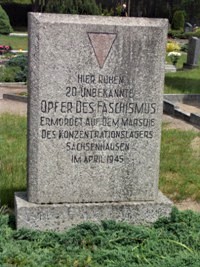 HIER RUHEN
20 UNBEKANNTE
OPFER DES FASCHISMUS
ERMORDET AUF DEM MARSCH
DES KONZENTRATIONSLAGERS
SACHSENHAUSEN
IM APRIL 1945